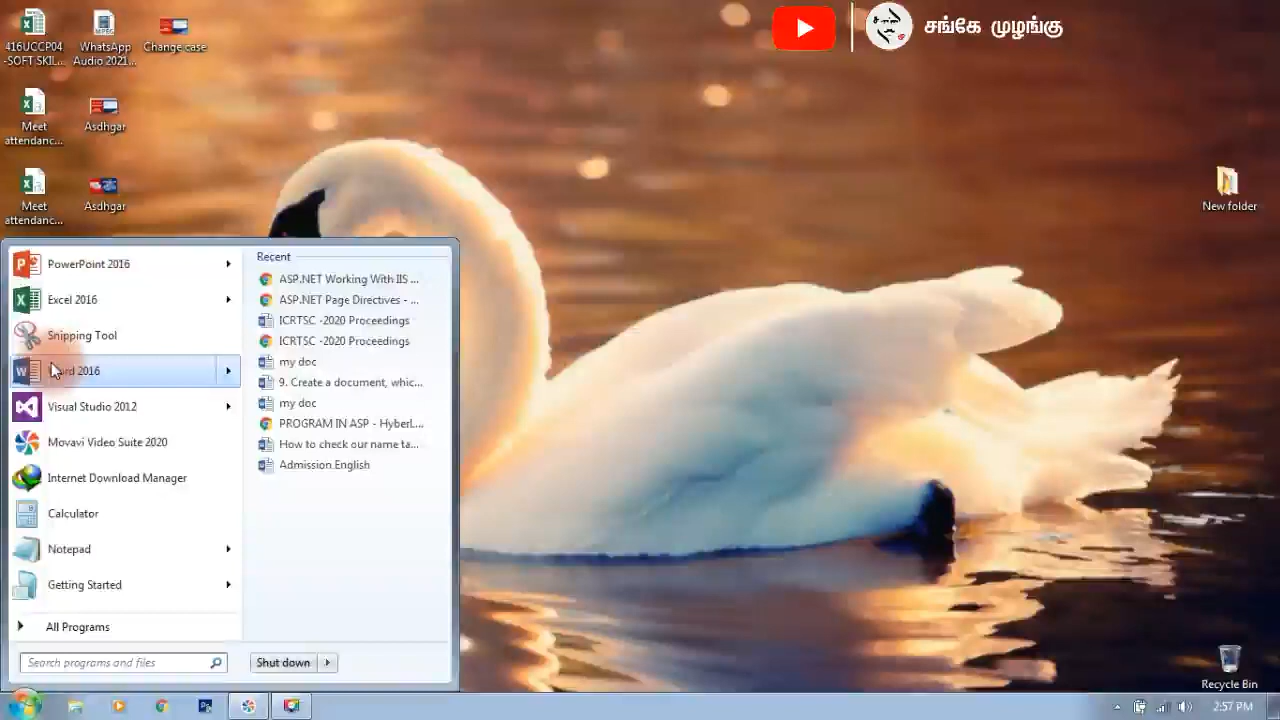 416UCCP04
-SOFT SKIL...
WhatsApp
Audio 2021...
Change case
சங்கே முழங்கு
Meet
attendanc...
Asdhgar
Meet
attendanc...
Asdhgar
New folder
PowerPoint 2016
Excel 2016
Snipping Tool
2016
Visual Studio 2012
Movavi Video Suite 2020
Internet Download Manager
Calculator
Notepad
Getting Started
All Programs
Search programs and files
Shut down
Recent
ASP.NET Working With IIS ...
ASP.NET Page Directives - ...
ICRTSC -2020 Proceedings
ICRTSC -2020 Proceedings
my doc
9. Create a document, whic...
my doc
PROGRAM IN ASP - HyberL...
How to check our name ta...
Admission English
Recycle Bin
2:57 PM